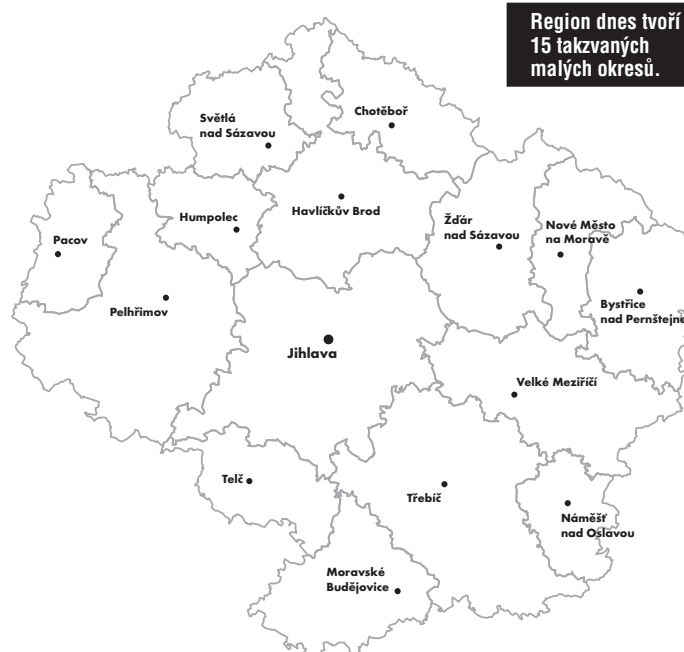 Region dnes tvoří
15 takzvaných
malých okresů.
Světlá
nad Sázavou
Chotěboř
Pacov
Humpolec
Havlíčkův Brod
Žďár
nad Sázavou
Nové Město
na Moravě
Pelhřimov
Bystřice
nad Pernštejne
Jihlava
Velké Meziříčí
Telč
Třebíč
Náměšť
nad Oslavou
Moravské
Budějovice